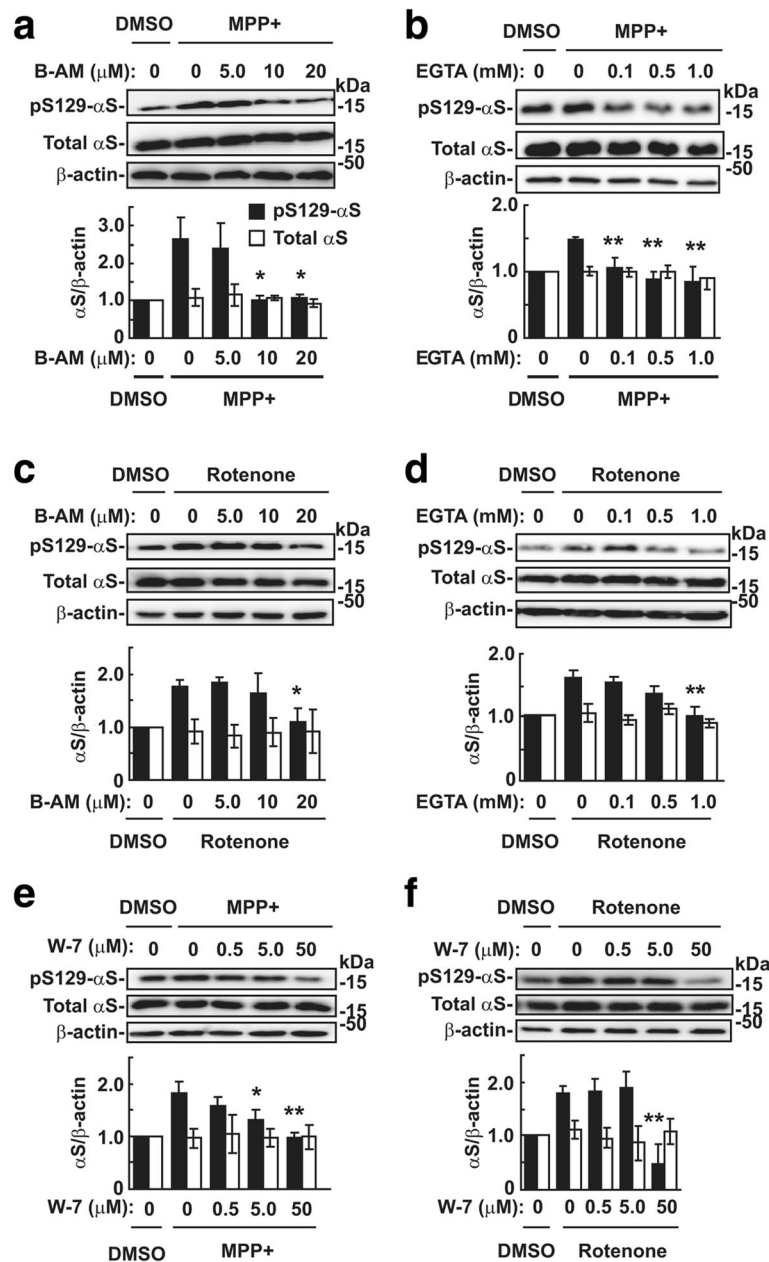 a
DMSO MPP+
B-AM (μM): 0 0 5.0 10 20
kDa
pS129-αS- -15
Total αS- -15
-50
β-actin-
pS129-αS
Total αS
αS/β-actin
3.0
2.0
1.0
0
* *
B-AM (μM): 0 0 5.0 10 20
DMSO MPP+
b
DMSO MPP+
EGTA (mM): 0 0 0.1 0.5 1.0
kDa
pS129-αS- -15
Total αS- -15
-50
β-actin-
αS/β-actin
2.0
1.0
0
** ** **
EGTA (mM): 0 0 0.1 0.5 1.0
DMSO MPP+
c
DMSO Rotenone
B-AM (μM): 0 0 5.0 10 20
kDa
pS129-αS- -15
Total αS- -15
-50
β-actin-
αS/β-actin
2.0
1.0
0
*
B-AM (μM): 0 0 5.0 10 20
DMSO Rotenone
d
DMSO Rotenone
EGTA (mM): 0 0 0.1 0.5 1.0
kDa
pS129-αS- -15
Total αS- -15
-50
β-actin-
αS/β-actin
2.0
1.0
0
**
EGTA (mM): 0 0 0.1 0.5 1.0
DMSO Rotenone
e
DMSO MPP+
W-7 (μM): 0 0 0.5 5.0 50
kDa
pS129-αS- -15
Total αS- -15
-50
β-actin-
αS/β-actin
2.0
1.0
0
* **
W-7 (μM): 0 0 0.5 5.0 50
DMSO MPP+
f
DMSO Rotenone
W-7 (μM): 0 0 0.5 5.0 50
kDa
pS129-αS- -15
Total αS- -15
-50
β-actin-
αS/β-actin
2.0
1.0
0
**
W-7 (μM): 0 0 0.5 5.0 50
DMSO Rotenone